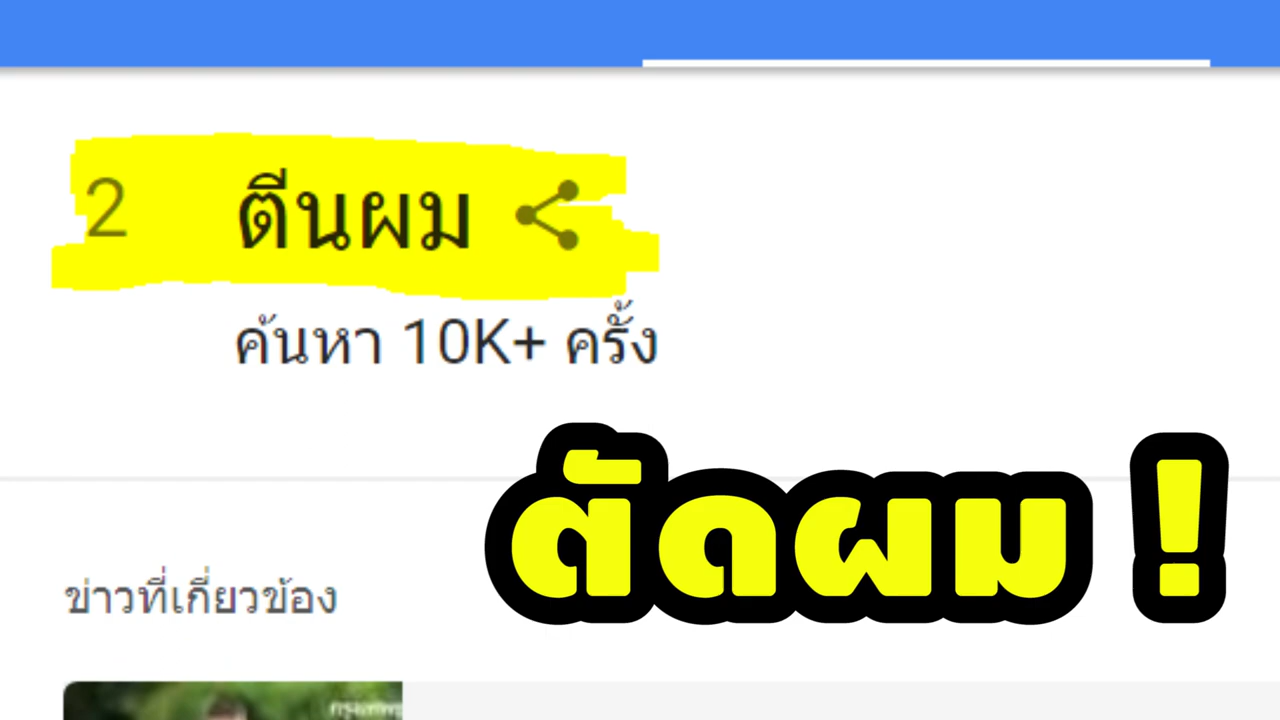 2 ตีนผม
ค้นหา 10K+ ครั้ง
ตัดผม !
ข่าวที่เกี่ยวข้อง